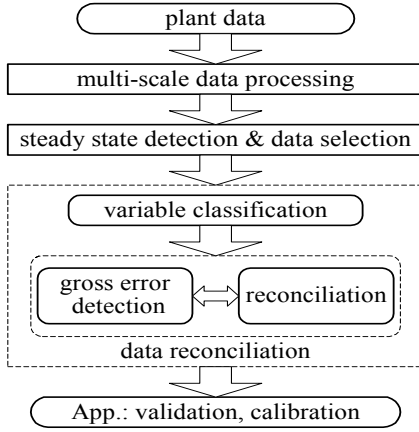 plant data
multi-scale data processing
steady state detection & data selection
variable classification
gross error
detection
reconciliation
data reconciliation
App.: validation, calibration